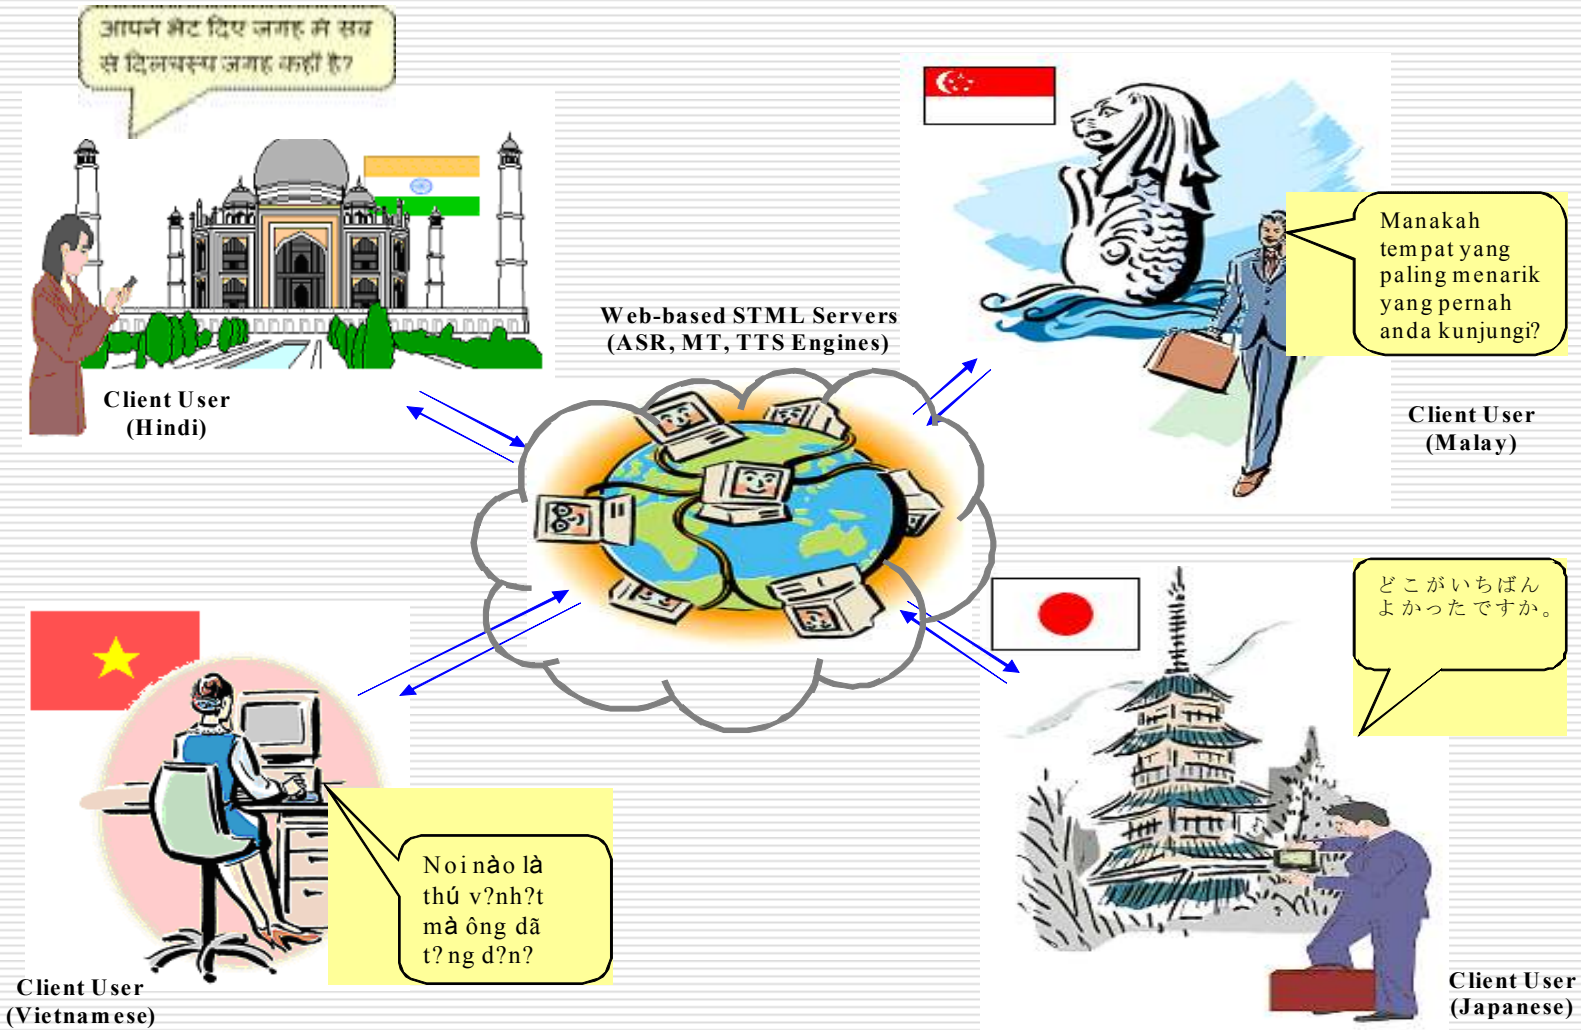 आपने भेट दिए जगह में सब
से दिलचस्प जगह कहाँ है?
Client User
(Hindi)
Web-based STML Servers
(ASR, MT, TTS Engines)
Manakah
tempat yang
paling menarik
yang pernah
anda kunjungi?
Client User
(Malay)
Noi nào là
thú v?nh?t
mà ông dã
t?ng d?n?
Client User
(Vietnamese)
どこがいちばん
よかったですか。
Client User
(Japanese)